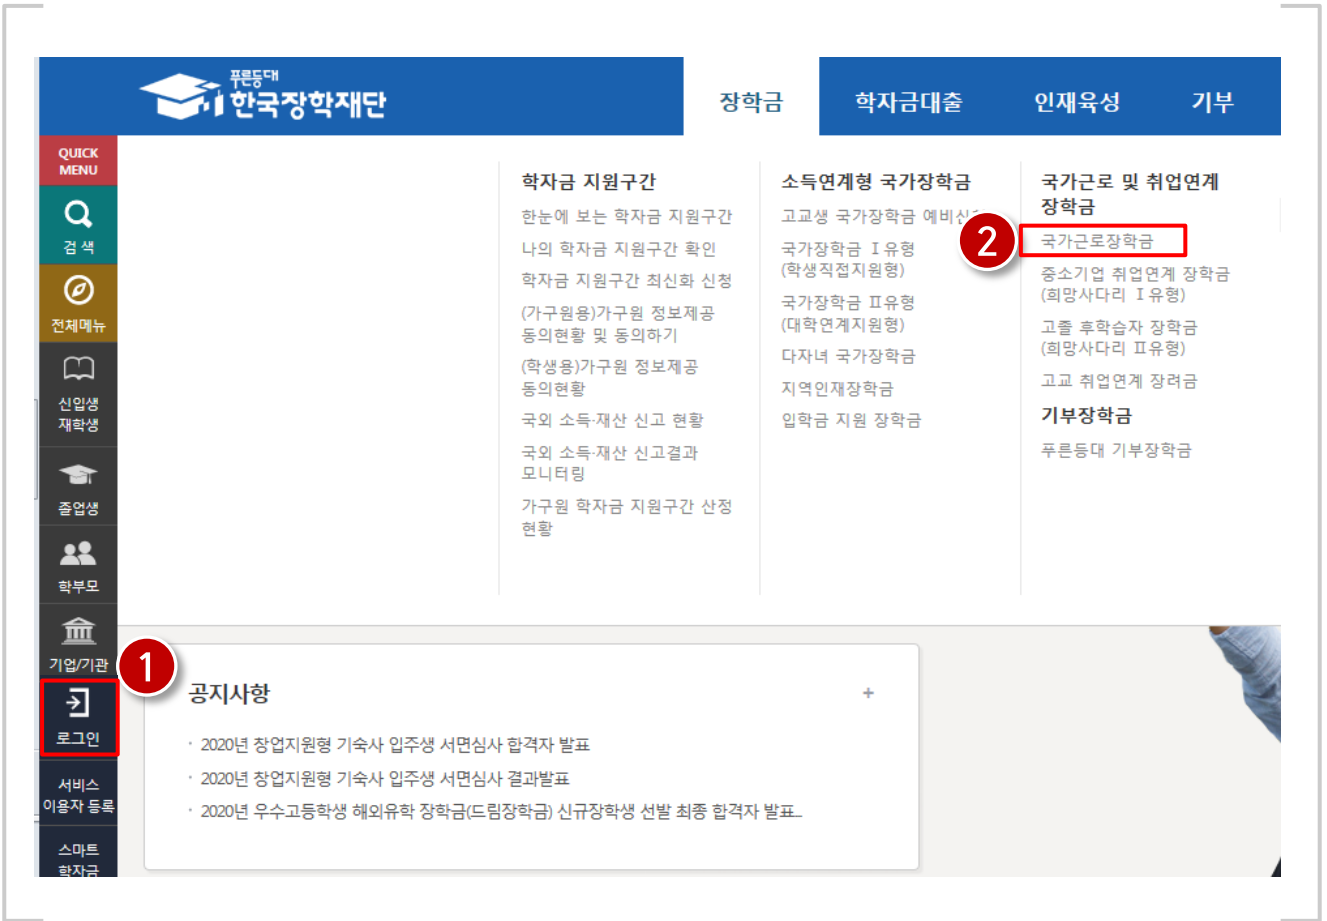 푸른등대
한국장학재단
장학금
학자금대출
인재육성
기부
QUICK
MENU
검 색
전체메뉴
신입생
재학생
졸업생
학부모
기업/기관
1
로그인
서비스
이용자 등록
스마트
학자금
학자금 지원구간
한눈에 보는 학자금 지원구간
나의 학자금 지원구간 확인
학자금 지원구간 최신화 신청
(가구원용)가구원 정보제공
동의현황 및 동의하기
(학생용)가구원 정보제공
동의현황
국외 소득·재산 신고 현황
국외 소득·재산 신고결과
모니터링
가구원 학자금 지원구간 산정
현황
소득연계형 국가장학금
고교생 국가장학금 예비신청
국가장학금 Ⅰ유형
(학생직접지원형)
국가장학금 Ⅱ유형
(대학연계지원형)
다자녀 국가장학금
지역인재장학금
입학금 지원 장학금
국가근로 및 취업연계
장학금
2
국가근로장학금
중소기업 취업연계 장학금
(희망사다리 Ⅰ유형)
고졸 후학습자 장학금
(희망사다리 Ⅱ유형)
고교 취업연계 장려금
기부장학금
푸른등대 기부장학금
공지사항
+
· 2020년 창업지원형 기숙사 입주생 서면심사 합격자 발표
· 2020년 창업지원형 기숙사 입주생 서면심사 결과발표
· 2020년 우수고등학생 해외유학 장학금(드림장학금) 신규장학생 선발 최종 합격자 발표...